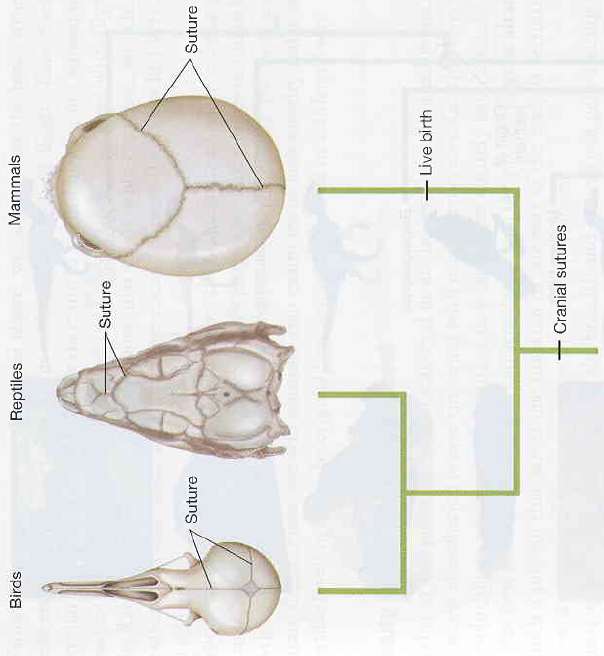 Birds
Reptiles
Mammals
Suture
Suture
Suture
Live birth
Cranial sutures